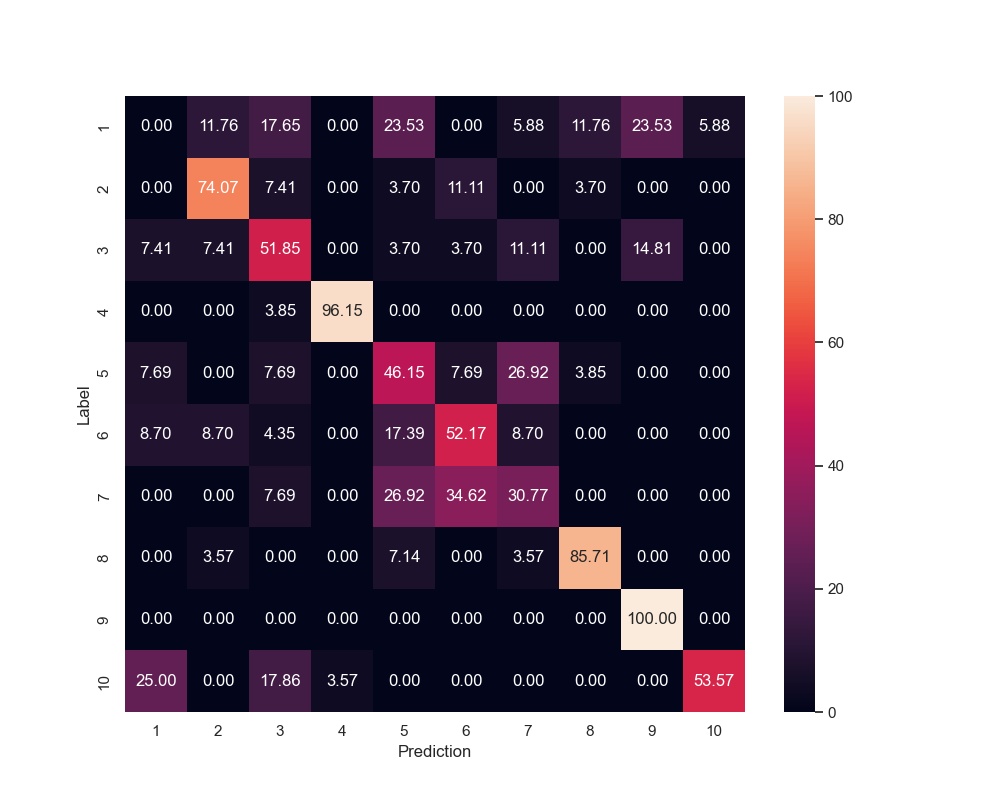 1 0.00 11.76 17.65 0.00 23.53 0.00 5.88 11.76 23.53 5.88
2 0.00 74.07 7.41 0.00 3.70 11.11 0.00 3.70 0.00 0.00
3 7.41 7.41 51.85 0.00 3.70 3.70 11.11 0.00 14.81 0.00
4 0.00 0.00 3.85 96.15 0.00 0.00 0.00 0.00 0.00 0.00
5 7.69 0.00 7.69 0.00 46.15 7.69 26.92 3.85 0.00 0.00
6 8.70 8.70 4.35 0.00 17.39 52.17 8.70 0.00 0.00 0.00
7 0.00 0.00 7.69 0.00 26.92 34.62 30.77 0.00 0.00 0.00
8 0.00 3.57 0.00 0.00 7.14 0.00 3.57 85.71 0.00 0.00
9 0.00 0.00 0.00 0.00 0.00 0.00 0.00 0.00 100.00 0.00
10 25.00 0.00 17.86 3.57 0.00 0.00 0.00 0.00 0.00 53.57
1 2 3 4 5 6 7 8 9 10
Prediction
Label
100
80
60
40
20
0